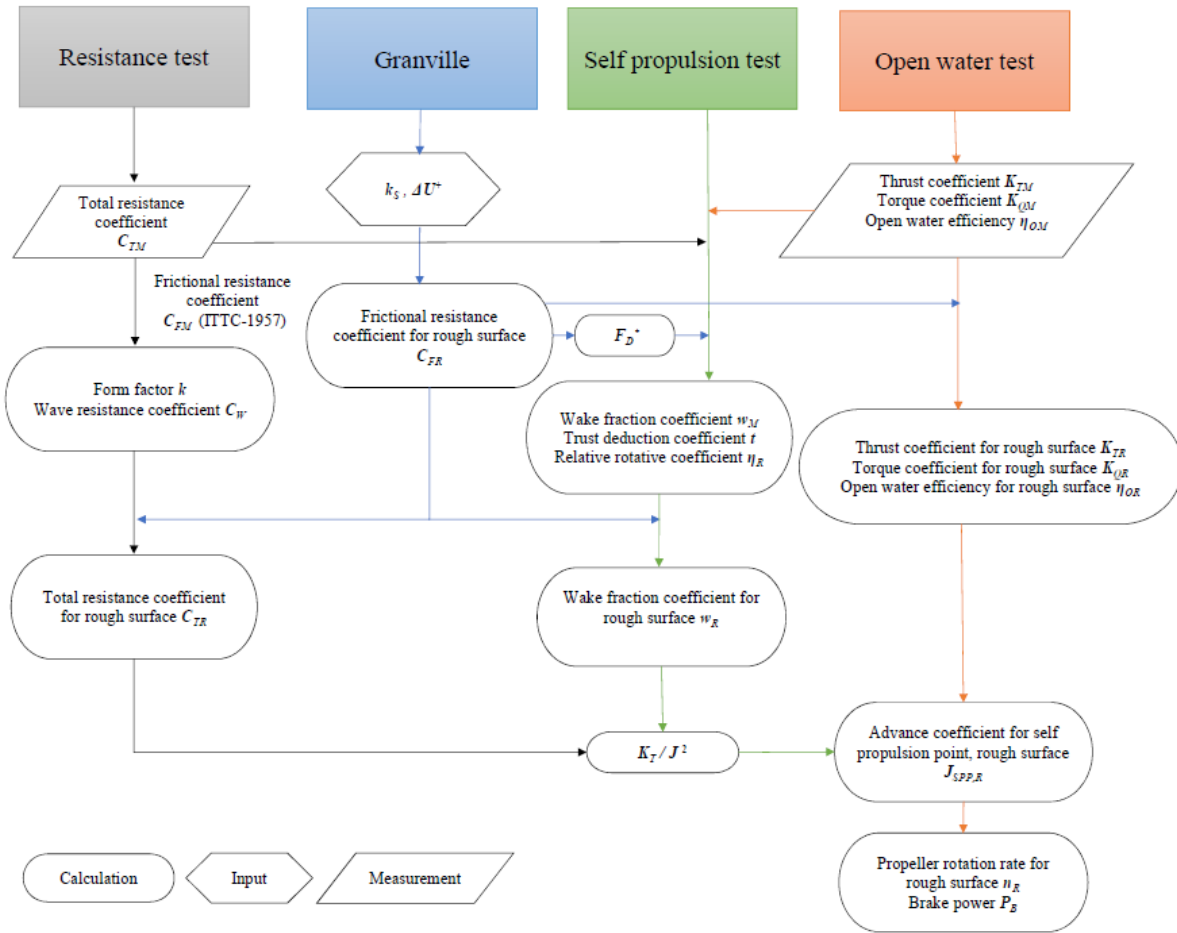 Resistance test
Granville
Self propulsion test
Open water test
k_S , ΔU⁺
Thrust coefficient K_TM
Torque coefficient K_QM
Open water efficiency η_OM
Total resistance
coefficient
C_TM
Frictional resistance
coefficient
C_FM (ITTC-1957)
Frictional resistance
coefficient for rough surface
C_FR
F_D*
Form factor k
Wave resistance coefficient C_W
Wake fraction coefficient w_M
Trust deduction coefficient t
Relative rotative coefficient η_R
Thrust coefficient for rough surface K_TR
Torque coefficient for rough surface K_QR
Open water efficiency for rough surface η_OR
Total resistance coefficient
for rough surface C_TR
Wake fraction coefficient for
rough surface w_R
K_T / J²
Advance coefficient for self
propulsion point, rough surface
J_SPP,R
Propeller rotation rate for
rough surface n_R
Brake power P_B
Calculation
Input
Measurement